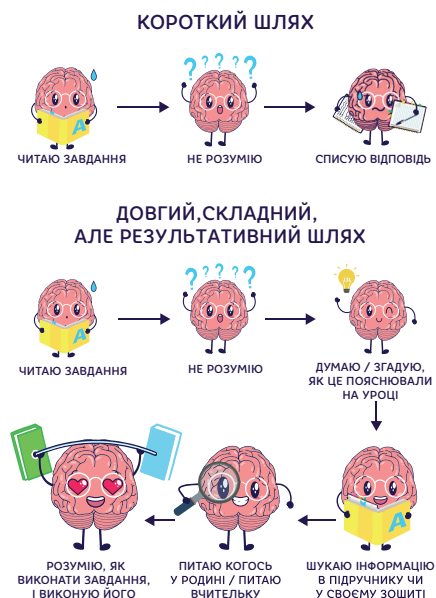 КОРОТКИЙ ШЛЯХ
? ? ? ? ?
A
ЧИТАЮ ЗАВДАННЯ
НЕ РОЗУМІЮ
СПИСУЮ ВІДПОВІДЬ
ДОВГИЙ,СКЛАДНИЙ,
АЛЕ РЕЗУЛЬТАТИВНИЙ ШЛЯХ
? ? ? ? ?
A
ЧИТАЮ ЗАВДАННЯ
НЕ РОЗУМІЮ
ДУМАЮ / ЗГАДУЮ,
ЯК ЦЕ ПОЯСНЮВАЛИ
НА УРОЦІ
A
РОЗУМІЮ, ЯК
ВИКОНАТИ ЗАВДАННЯ,
І ВИКОНУЮ ЙОГО
ПИТАЮ КОГОСЬ
У РОДИНІ / ПИТАЮ
ВЧИТЕЛЬКУ
ШУКАЮ ІНФОРМАЦІЮ
В ПІДРУЧНИКУ ЧИ
У СВОЄМУ ЗОШИТІ